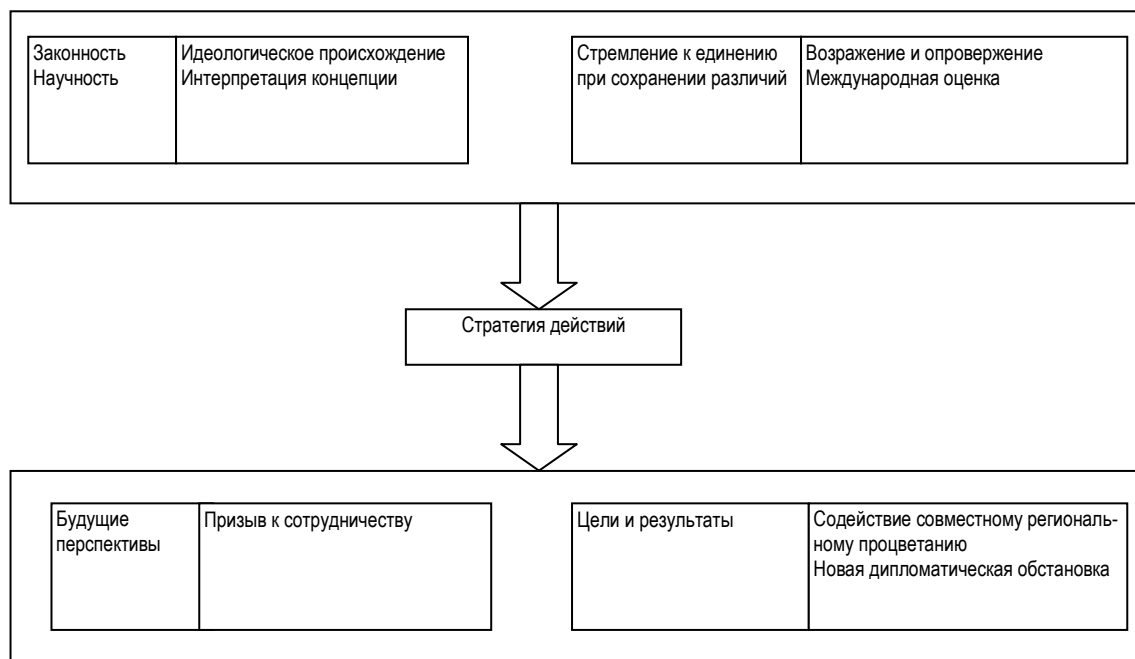 Законность
Научность
Идеологическое происхождение
Интерпретация концепции
Стремление к единению
при сохранении различий
Возражение и опровержение
Международная оценка
Стратегия действий
Будущие
перспективы
Призыв к сотрудничеству
Цели и результаты
Содействие совместному региональ-
ному процветанию
Новая дипломатическая обстановка